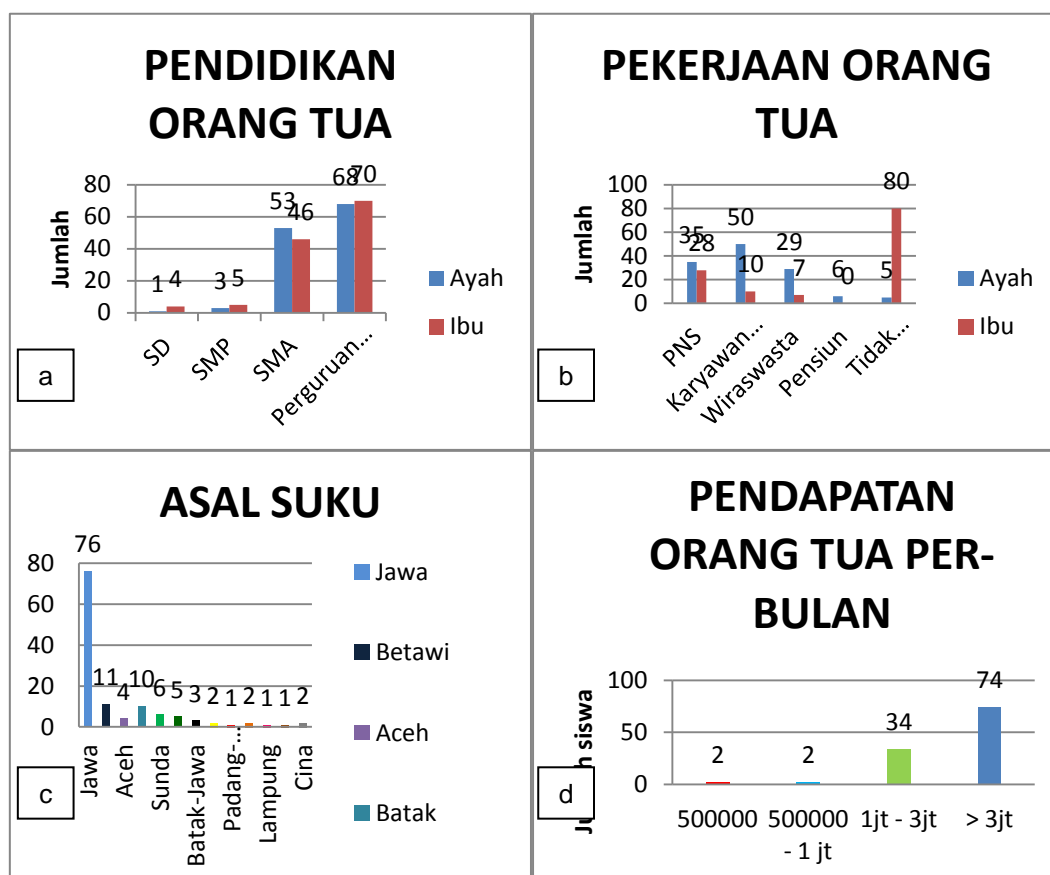 PENDIDIKAN
ORANG TUA
80
60
40
20
0
Jumlah
1 4
3 5
53 46
68 70
SD
SMP
SMA
Perguruan...
Ayah
Ibu
a
PEKERJAAN ORANG
TUA
100
80
60
40
20
0
Jumlah
35 28
50 10
29 7
6 0
5 80
PNS
Karyawan...
Wiraswasta
Pensiun
Tidak...
Ayah
Ibu
b
ASAL SUKU
80
60
40
20
0
76 11 4 10 6 5 3 2 1 2 1 1 2
Jawa
Aceh
Sunda
Batak-Jawa
Padang-...
Lampung
Cina
Jawa
Betawi
Aceh
Batak
c
PENDAPATAN
ORANG TUA PER-
BULAN
100
50
0
siswa
2 2 34 74
500000
500000
- 1 jt
1jt - 3jt
> 3jt
d